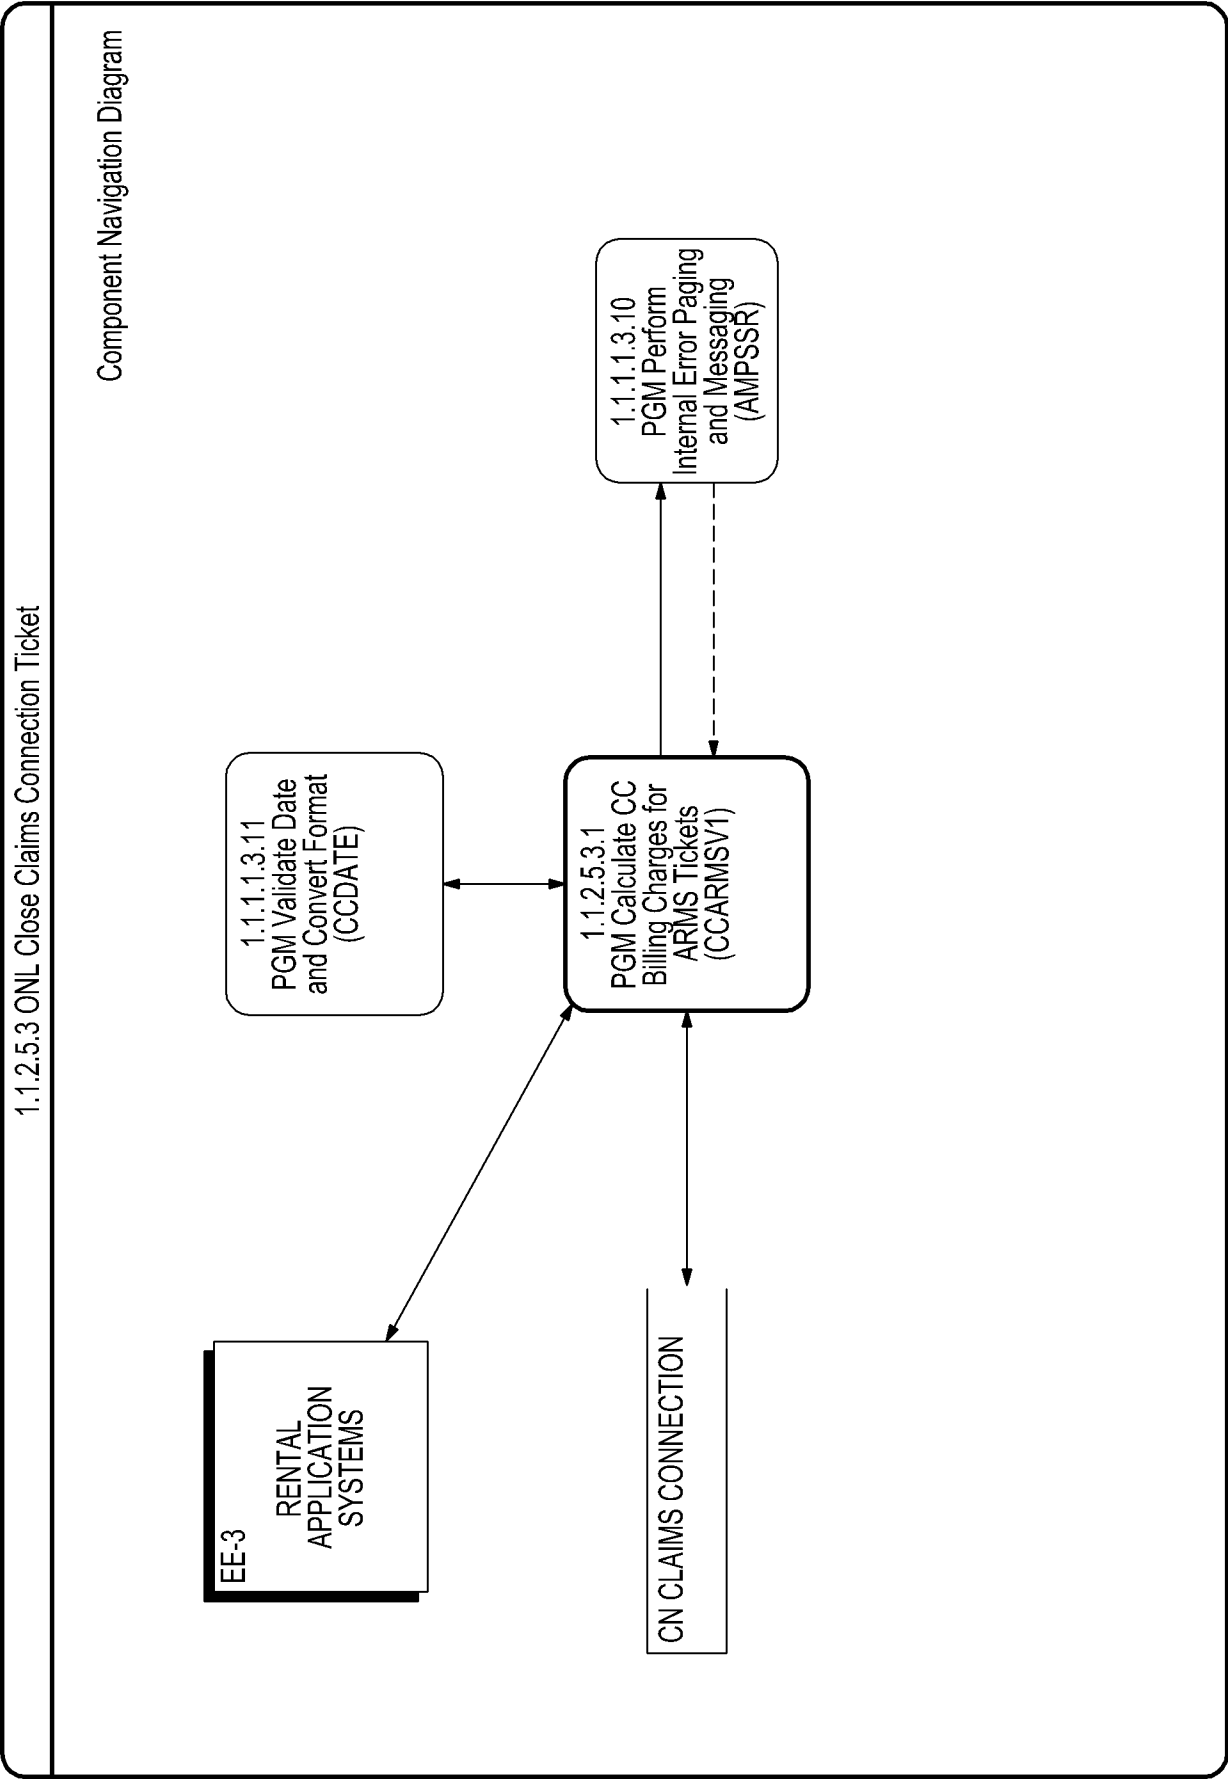 1.1.2.5.3 ONL Close Claims Connection Ticket
Component Navigation Diagram
EE-3
RENTAL
APPLICATION
SYSTEMS
1.1.1.1.3.11
PGM Validate Date
and Convert Format
(CCDATE)
CN CLAIMS CONNECTION
1.1.2.5.3.1
PGM Calculate CC
Billing Charges for
ARMS Tickets
(CCARMSV1)
1.1.1.1.3.10
PGM Perform
Internal Error Paging
and Messaging
(AMPSSR)